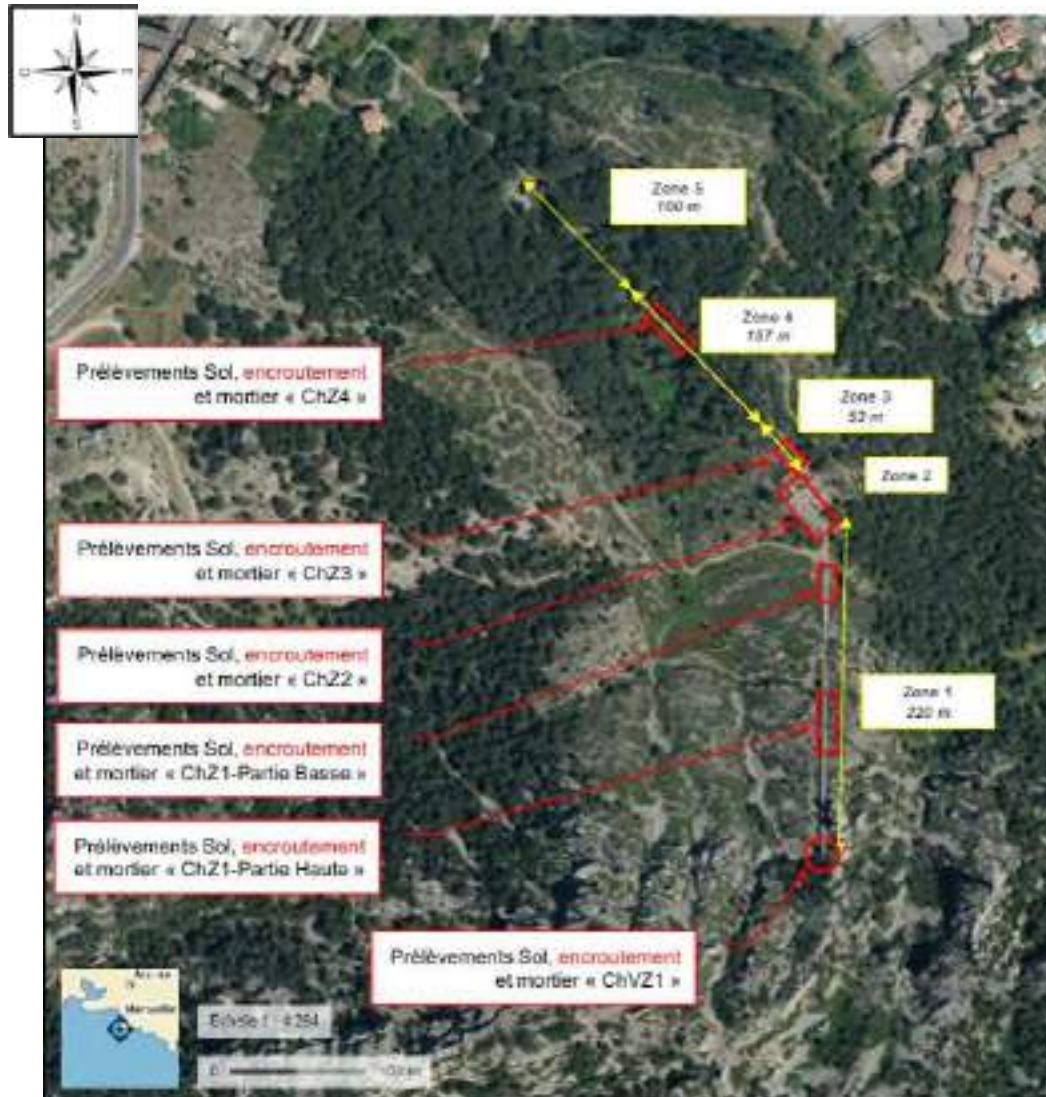 N
E
S
O
Zone 5
100 m
Zone 4
157 m
Prélèvements Sol, encroutement
et mortier « ChZ4 »
Zone 3
52 m
Zone 2
Prélèvements Sol, encroutement
et mortier « ChZ3 »
Prélèvements Sol, encroutement
et mortier « ChZ2 »
Zone 1
220 m
Prélèvements Sol, encroutement
et mortier « ChZ1-Partie Basse »
Prélèvements Sol, encroutement
et mortier « ChZ1-Partie Haute »
Prélèvements Sol, encroutement
et mortier « ChVZ1 »
Marseille
0